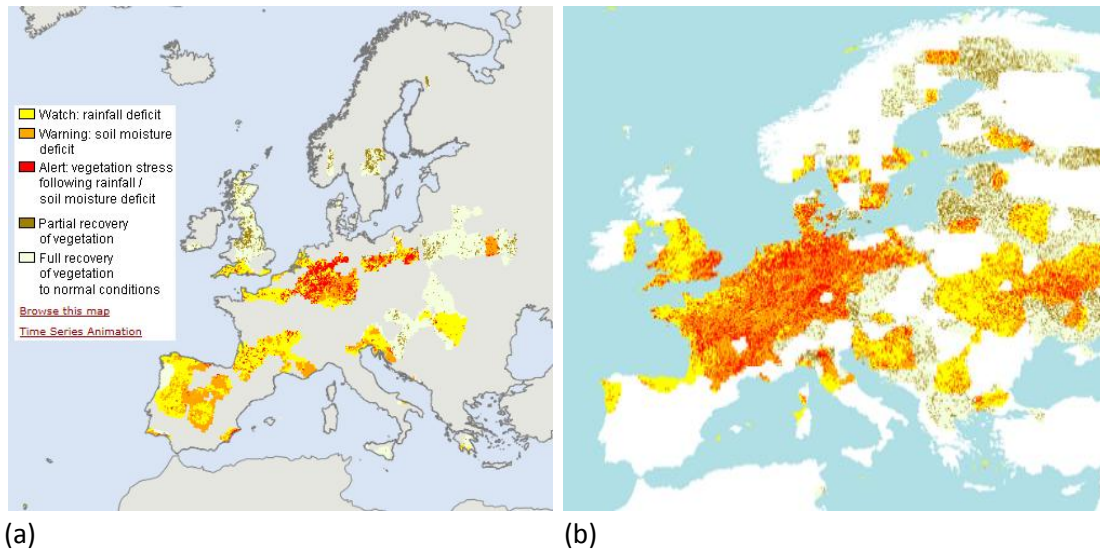 Watch: rainfall deficit
Warning: soil moisture
deficit
Alert: vegetation stress
following rainfall /
soil moisture deficit
Partial recovery
of vegetation
Full recovery
of vegetation
to normal conditions
Browse this map
Time Series Animation
(a)
(b)